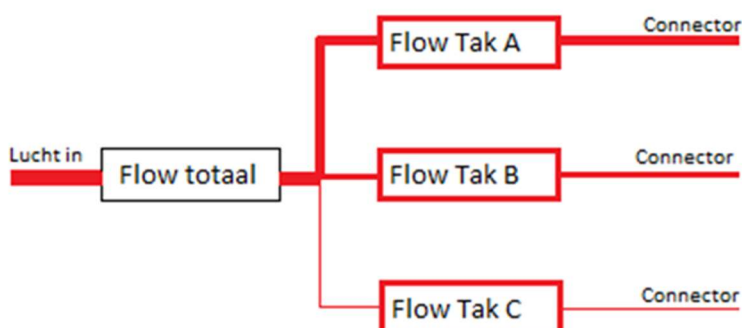 Flow Tak A
Connector
Lucht in
Flow totaal
Flow Tak B
Connector
Flow Tak C
Connector